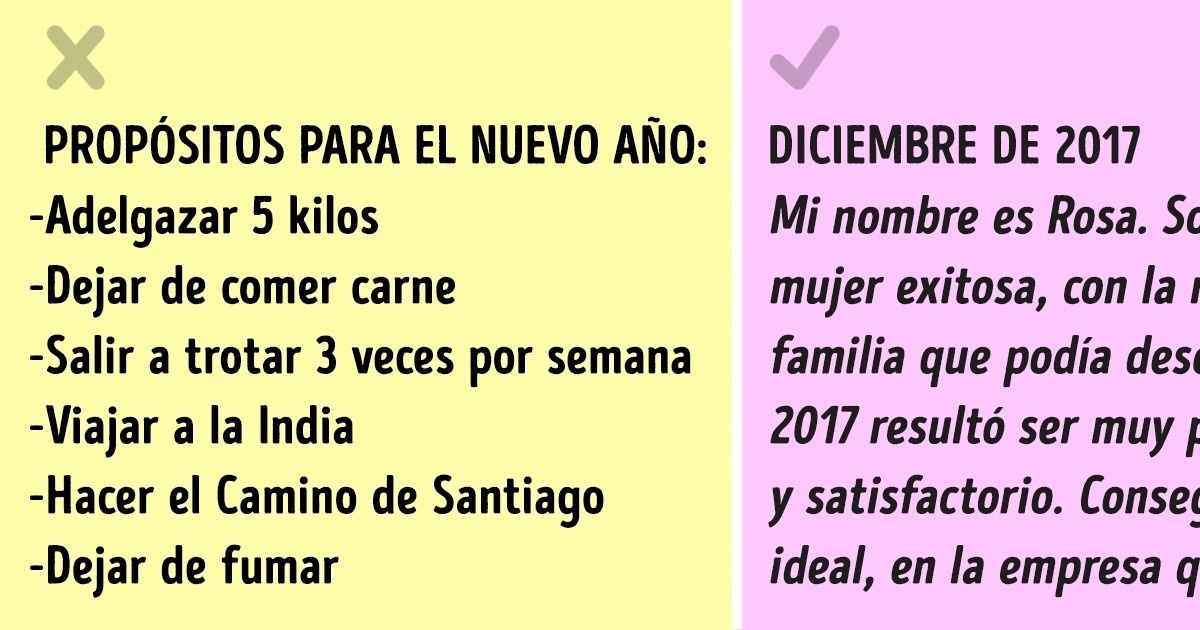 PROPÓSITOS PARA EL NUEVO AÑO:
-Adelgazar 5 kilos
-Dejar de comer carne
-Salir a trotar 3 veces por semana
-Viajar a la India
-Hacer el Camino de Santiago
-Dejar de fumar
DICIEMBRE DE 2017
Mi nombre es Rosa.
mujer exitosa, con la
familia que podía
2017 resultó ser muy
y satisfactorio.
ideal, en la empresa